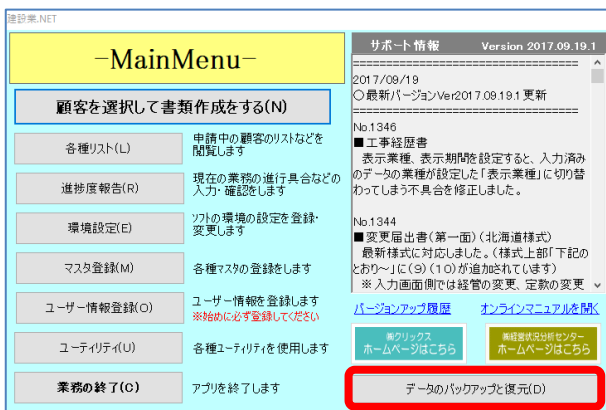 建設業.NET
-MainMenu-
顧客を選択して書類作成をする(N)
各種リスト(L)
申請中の顧客のリストなどを
閲覧します
進捗度報告(R)
現在の業務の進行具合などの
入力・確認をします
環境設定(E)
ソフトの環境の設定を登録・
変更します
マスタ登録(M)
各種マスタの登録をします
ユーザー情報登録(O)
ユーザー情報を登録します
※始めに必ず登録してください
ユーティリティ(U)
各種ユーティリティを使用します
業務の終了(C)
アプリを終了します
サポート情報 Version 2017.09.19.1
==================================
2017/09/19
○最新バージョンVer2017.09.19.1更新
==================================
No.1346
■工事経歴書
表示業種、表示期間を設定すると、入力済み
のデータの業種が設定した「表示業種」に切り替
わってしまう不具合を修正しました。
No.1344
■変更届出書(第一面)(北海道様式)
最新様式に対応しました。(様式上部「下記の
とおり~」に(9)(10)が追加されています)
※入力画面側では経管の変更、定款の変更
バージョンアップ履歴 オンラインマニュアルを開く
㈱クリックス
ホームページはこちら
㈱経営状況分析センター
ホームページはこちら
データのバックアップと復元(D)